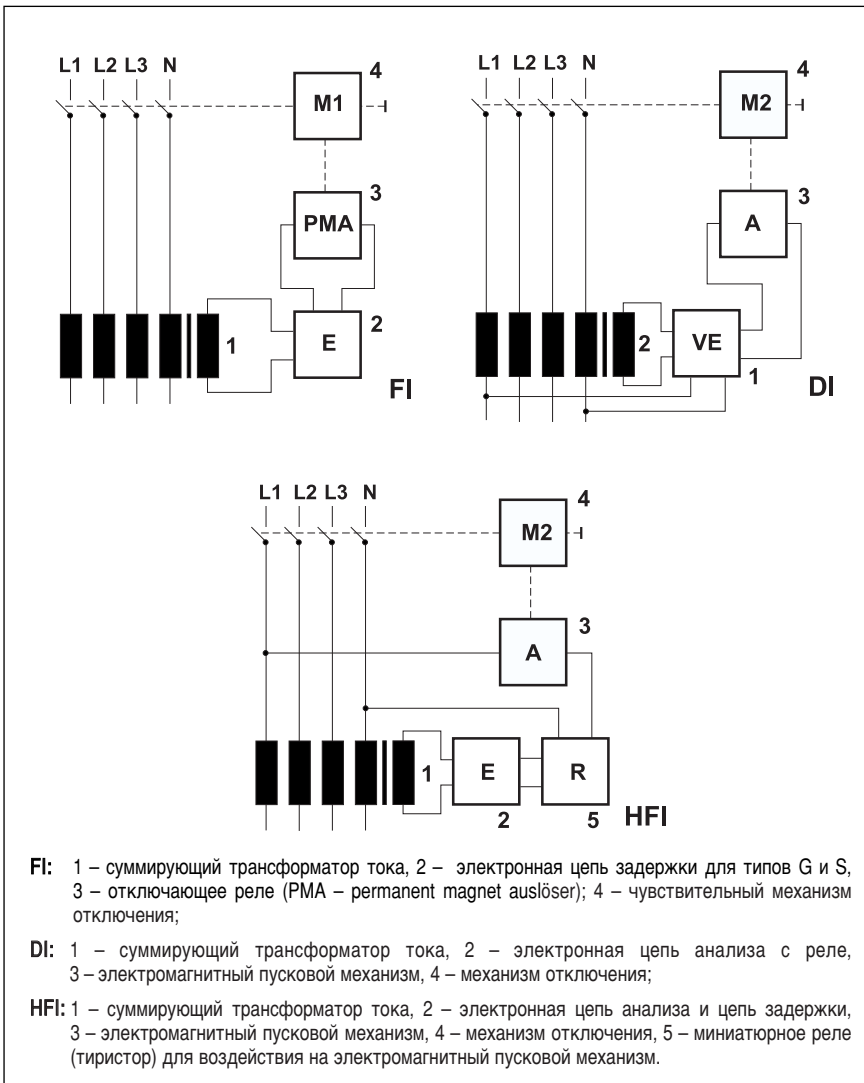 L1 L2 L3 N
4
M1
3
PMA
1
E
2
FI
L1 L2 L3 N
4
M2
3
A
2
VE
1
DI
L1 L2 L3 N
4
M2
3
A
1
E
R
2
5
HFI
FI: 1 – суммирующий трансформатор тока, 2 – электронная цепь задержки для типов G и S,
3 – отключающее реле (PMA – permanent magnet auslöser); 4 – чувствительный механизм
отключения;
DI: 1 – суммирующий трансформатор тока, 2 – электронная цепь анализа с реле,
3 – электромагнитный пусковой механизм, 4 – механизм отключения;
HFI: 1 – суммирующий трансформатор тока, 2 – электронная цепь анализа и цепь задержки,
3 – электромагнитный пусковой механизм, 4 – механизм отключения, 5 – миниатюрное реле
(тиристор) для воздействия на электромагнитный пусковой механизм.